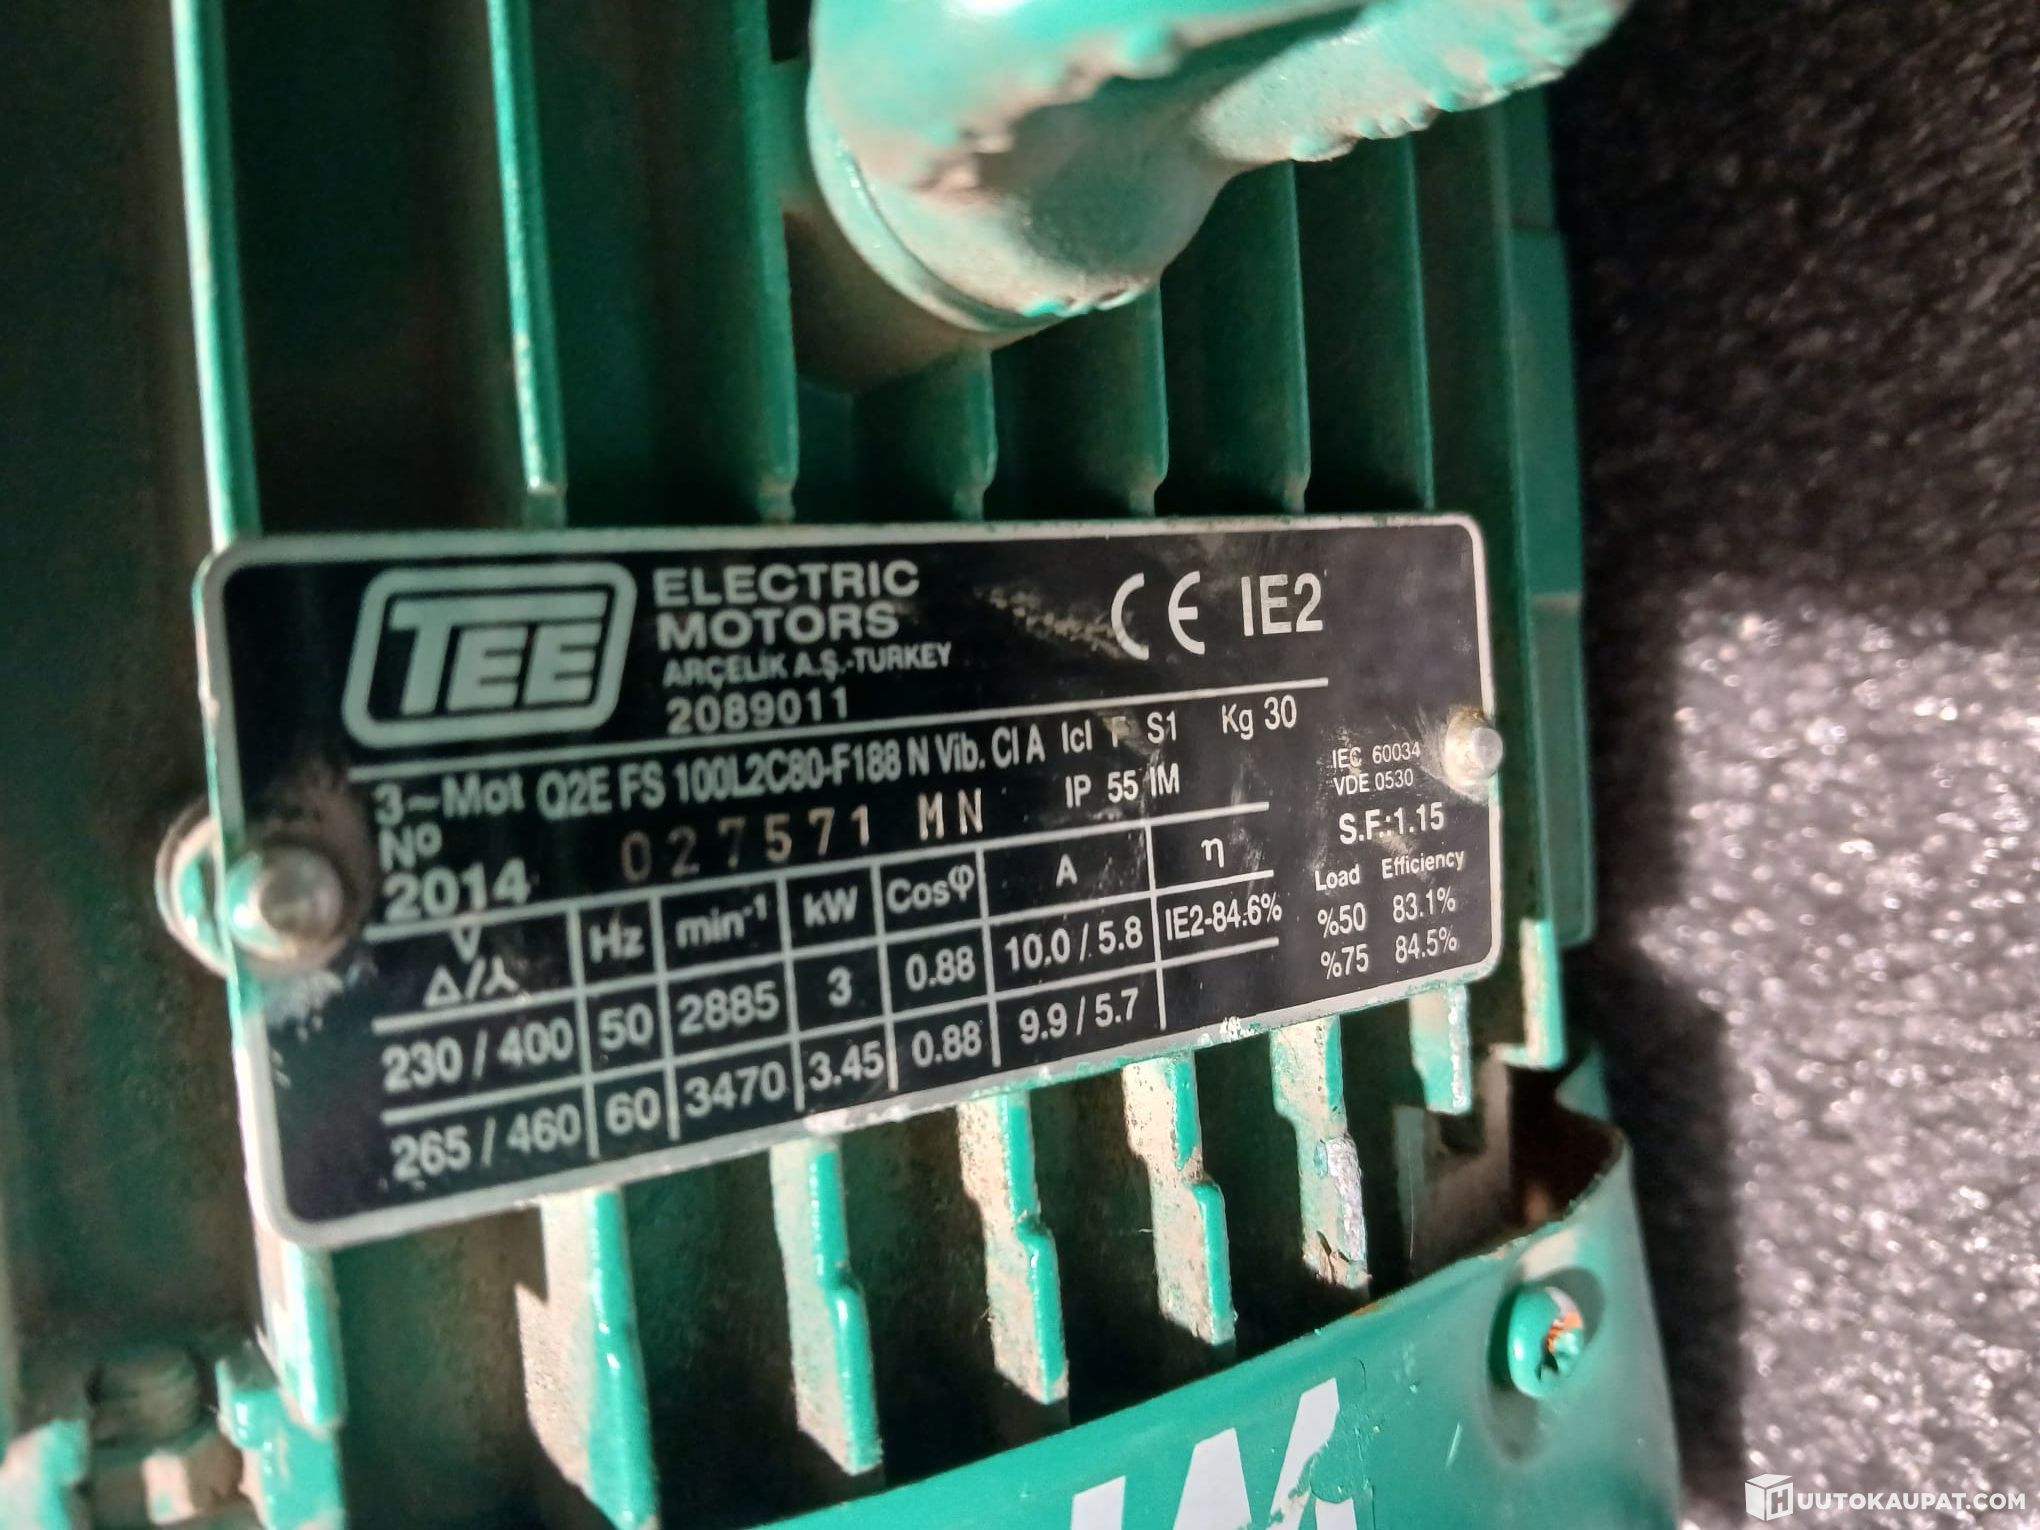 TEE
ELECTRIC
MOTORS
ARÇELİK A.Ş.-TURKEY
2089011
CE IE2
3~Mot Q2E FS 100L2C80-F188 N Vib. Cl A Icl F S1 Kg 30
Nº 027571 MN IP 55 IM
2014
IEC 60034
VDE 0530
S.F.:1.15
Load Efficiency
%50 83.1%
%75 84.5%
V
Δ/⅄ Hz min-1 kW Cosφ A η
230 / 400 50 2885 3 0.88 10.0 / 5.8 IE2-84.6%
265 / 460 60 3470 3.45 0.88 9.9 / 5.7
HUUTOKAUPAT.COM